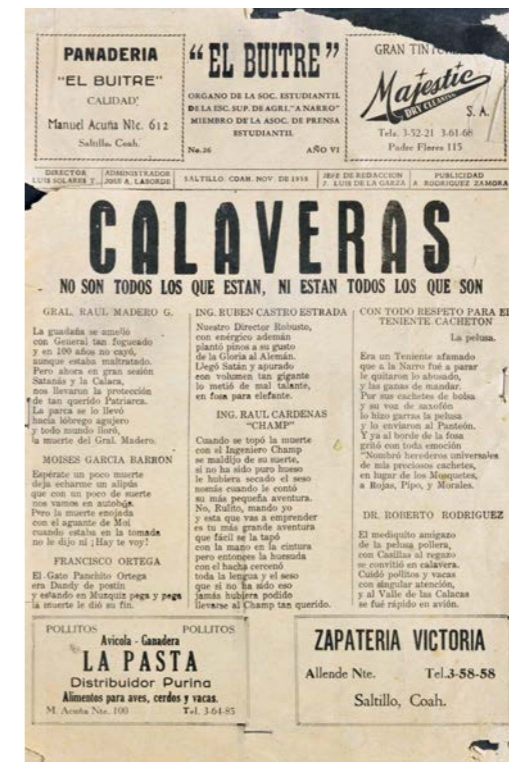 PANADERIA
"EL BUITRE"
CALIDAD
Manuel Acuña Nte. 612
Saltillo, Coah.
"EL BUITRE"
ORGANO DE LA SOC. ESTUDIANTIL
DE LA ESC. SUP. DE AGRI. "A NARRO"
MIEMBRO DE LA ASOC. DE PRENSA
ESTUDIANTIL
No. 26 AÑO VI
GRAN
Majestic
DRY CLEANING
S. A.
Tels. 3-52-21 3-61-68
Padre Flores 115
DIRECTOR
LUIS SOLARES T.
ADMINISTRADOR
JOSE A. LABORDE
SALTILLO, COAH. NOV. DE 1958
JEFE DE REDACCION
J. LUIS DE LA GARZA
PUBLICIDAD
A RODRIGUEZ ZAMORA
CALAVERAS
NO SON TODOS LOS QUE ESTAN, NI ESTAN TODOS LOS QUE SON
GRAL. RAUL MADERO G.
La guadaña se amelló
con General tan fogueado
y en 100 años no cayó,
aunque estaba maltratado.
Pero ahora en gran sesión
Satanás y la Calaca,
nos llevaron la protección
de tan querido Patriarca.
La parca se lo llevó
hacia lóbrego agujero
y todo mundo lloró,
la muerte del Gral. Madero.
MOISES GARCIA BARRON
Espérate un poco muerte
deja echarme un alipús
que con un poco de suerte
nos vamos en autobús.
Pero la muerte enojada
con el aguante de Moi
cuando estaba en la tomada
no le dijo ni ¡Hay te voy!
FRANCISCO ORTEGA
El Gato Panchito Ortega
era Dandy de postín
y estando en Muzquiz pega y pega
la muerte le dió su fin.
ING. RUBEN CASTRO ESTRADA
Nuestro Director Robusto,
con enérgico ademán
plantó pinos a su gusto
de la Gloria al Alemán.
Llegó Satán y apurado
con volumen tan gigante
lo metió de mal talante,
en fosa para elefante.
ING. RAUL CARDENAS
"CHAMP"
Cuando se topó la muerte
con el Ingeniero Champ
se maldijo de su suerte,
si no ha sido puro hueso
le hubiera secado el seso
nomás cuando le contó
su más pequeña aventura.
No, Rulito, mando yo
y esta que vas a emprender
es tu más grande aventura
que fácil se la tapó
con la mano en la cintura
pero entonces la huesuda
con el hacha cercenó
toda la lengua y el seso
que si no ha sido eso
jamás hubiera podido
llevarse al Champ tan querido.
CON TODO RESPETO PARA EL
TENIENTE CACHETON
La pelusa.
Era un Teniente afamado
que a la Narro fué a parar
le quitaron lo abusado,
y las ganas de mandar.
Por sus cachetes de bolsa
y su voz de saxofón
lo hizo garras la pelusa
y lo enviaron al Panteón.
Y ya al borde de la fosa
gritó con toda emoción
"Nombró herederos universales
de mis preciosos cachetes,
en lugar de los Mosquetes,
a Rojas, Pipo, y Morales.
DR. ROBERTO RODRIGUEZ
El mediquito amigazo
de la pelusa pollera,
con Casillas al regazo
se convitió en calavera.
Cuidó pollitos y vacas
con singular atención,
y al Valle de las Calacas
se fué rápido en avión.
POLLITOS POLLITOS
Avicola - Ganadera
LA PASTA
Distribuidor Purina
Alimentos para aves, cerdos y vacas.
M. Acuña Nte. 100 Tel. 3-64-85
ZAPATERIA VICTORIA
Allende Nte. Tel.3-58-58
Saltillo, Coah.